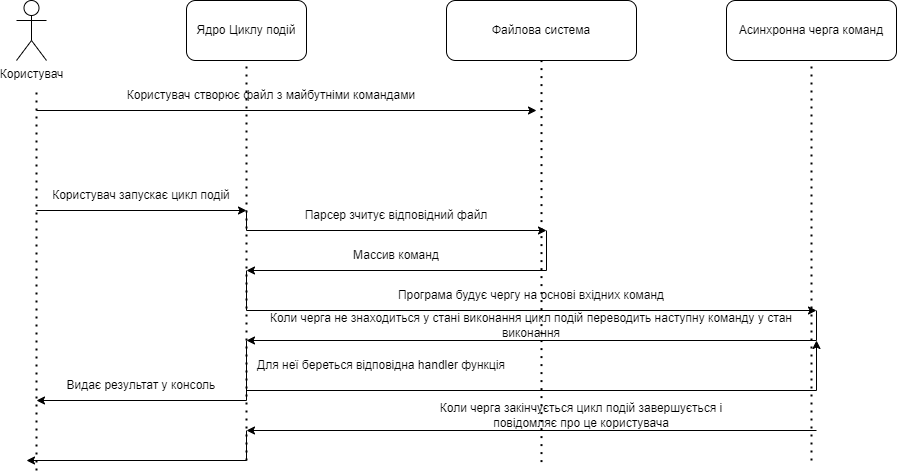 Ядро Циклу подій
Файлова система
Асинхронна черга команд
Користувач
Користувач створює файл з майбутніми командами
Користувач запускає цикл подій
Парсер зчитує відповідний файл
Массив команд
Програма будує чергу на основі вхідних команд
Коли черга не знаходиться у стані виконання цикл подій переводить наступну команду у стан
виконання
Для неї береться відповідна handler функція
Видає результат у консоль
Коли черга закінчується цикл подій завершується і
повідомляє про це користувача